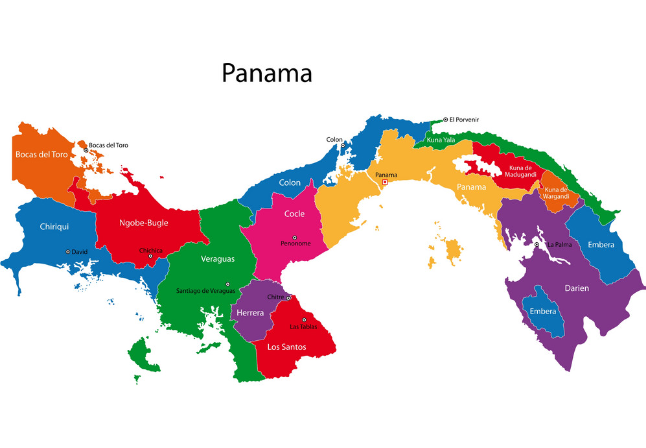 Panama
El Porvenir
Colon
Kuna Yala
Bocas del Toro
Bocas del Toro
Kuna de
Madugandi
Panama
Colon
Panama
Kuna de
Wargandi
Chiriqui
Ngobe-Bugle
Cocle
David
Chichica
Penonome
La Palma
Embera
Veraguas
Santiago de Veraguas
Chitre
Darien
Herrera
Embera
Las Tablas
Los Santos